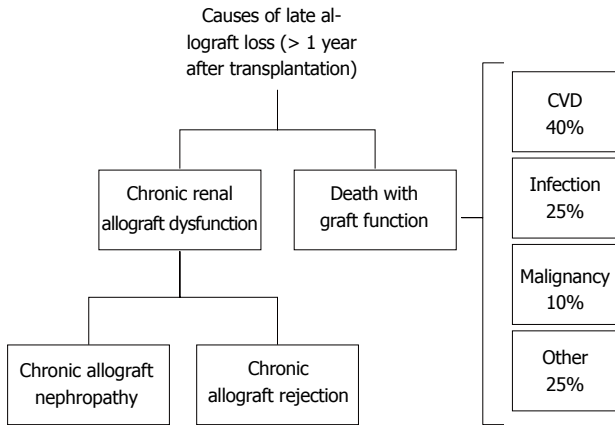 Causes of late al-
lograft loss (> 1 year
after transplantation)
Chronic renal
allograft dysfunction
Death with
graft function
CVD
40%
Infection
25%
Malignancy
10%
Other
25%
Chronic allograft
nephropathy
Chronic
allograft rejection